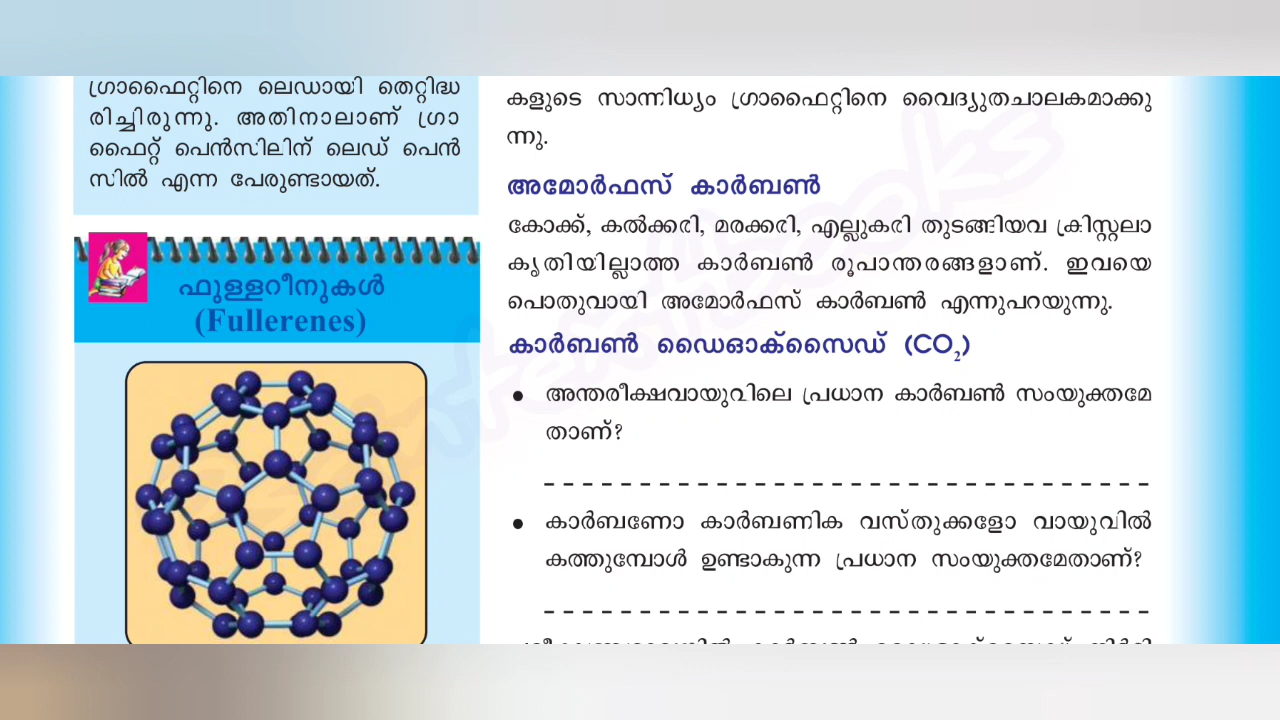 ഗ്രാഫൈറ്റിനെ ലെഡായി തെറ്റിദ്ധ
രിച്ചിരുന്നു. അതിനാലാണ് ഗ്രാ
ഫൈറ്റ് പെൻസിലിന് ലെഡ് പെൻ
സിൽ എന്ന പേരുണ്ടായത്.
ഫുള്ളറീനുകൾ
(Fullerenes)
കളുടെ സാന്നിധ്യം ഗ്രാഫൈറ്റിനെ വൈദ്യുതചാലകമാക്കു
ന്നു.
അമോർഫസ് കാർബൺ
കോക്ക്, കൽക്കരി, മരക്കരി, എല്ലുകരി തുടങ്ങിയവ ക്രിസ്റ്റലാ
കൃതിയില്ലാത്ത കാർബൺ രൂപാന്തരങ്ങളാണ്. ഇവയെ
പൊതുവായി അമോർഫസ് കാർബൺ എന്നുപറയുന്നു.
കാർബൺ ഡൈഓക്സൈഡ് (CO₂)
• അന്തരീക്ഷവായുവിലെ പ്രധാന കാർബൺ സംയുക്തമേ
താണ്?
• കാർബണോ കാർബണിക വസ്തുക്കളോ വായുവിൽ
കത്തുമ്പോൾ ഉണ്ടാകുന്ന പ്രധാന സംയുക്തമേതാണ്?